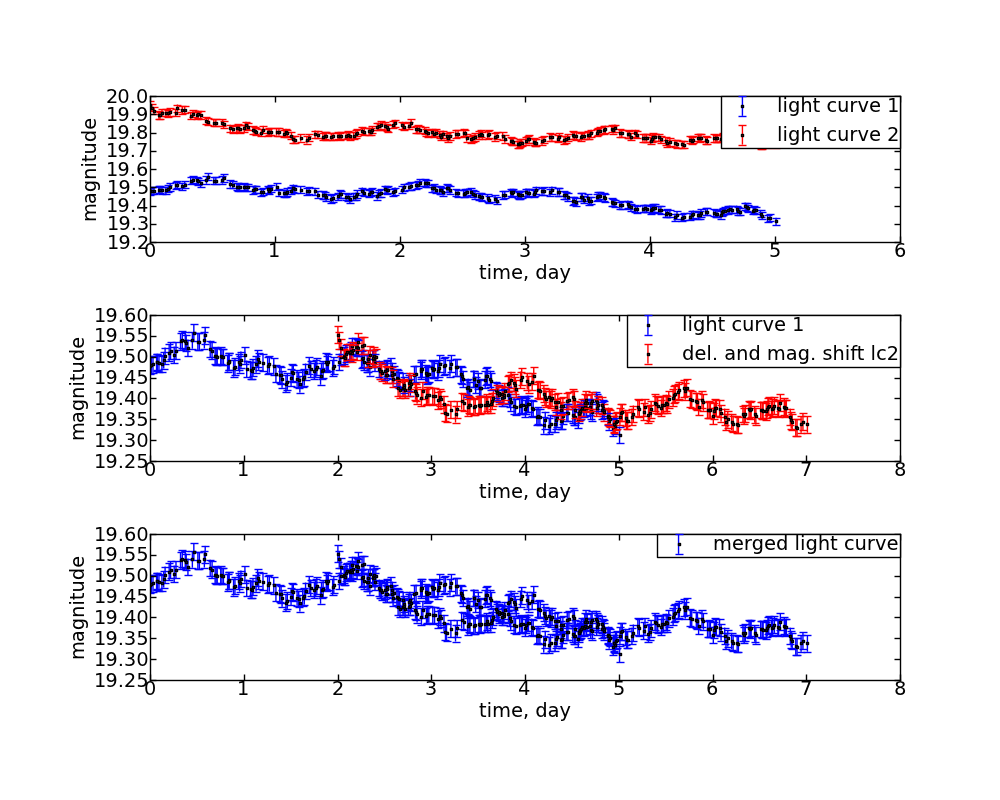 20.0
19.9
19.8
19.7
19.6
19.5
19.4
19.3
19.2
magnitude
light curve 1
light curve 2
0 1 2 3 4 5 6
time, day
19.60
19.55
19.50
19.45
19.40
19.35
19.30
19.25
magnitude
light curve 1
del. and mag. shift lc2
0 1 2 3 4 5 6 7 8
time, day
19.60
19.55
19.50
19.45
19.40
19.35
19.30
19.25
magnitude
merged light curve
0 1 2 3 4 5 6 7 8
time, day